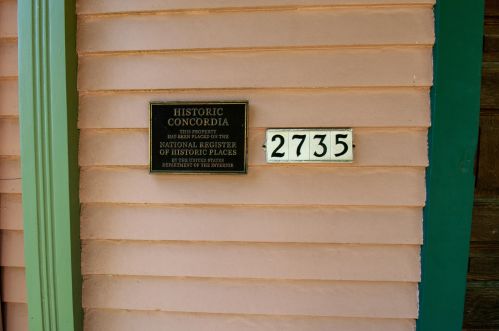 HISTORIC
CONCORDIA
THIS PROPERTY
HAS BEEN PLACED ON THE
NATIONAL REGISTER
OF HISTORIC PLACES
BY THE UNITED STATES
DEPARTMENT OF THE INTERIOR
2735